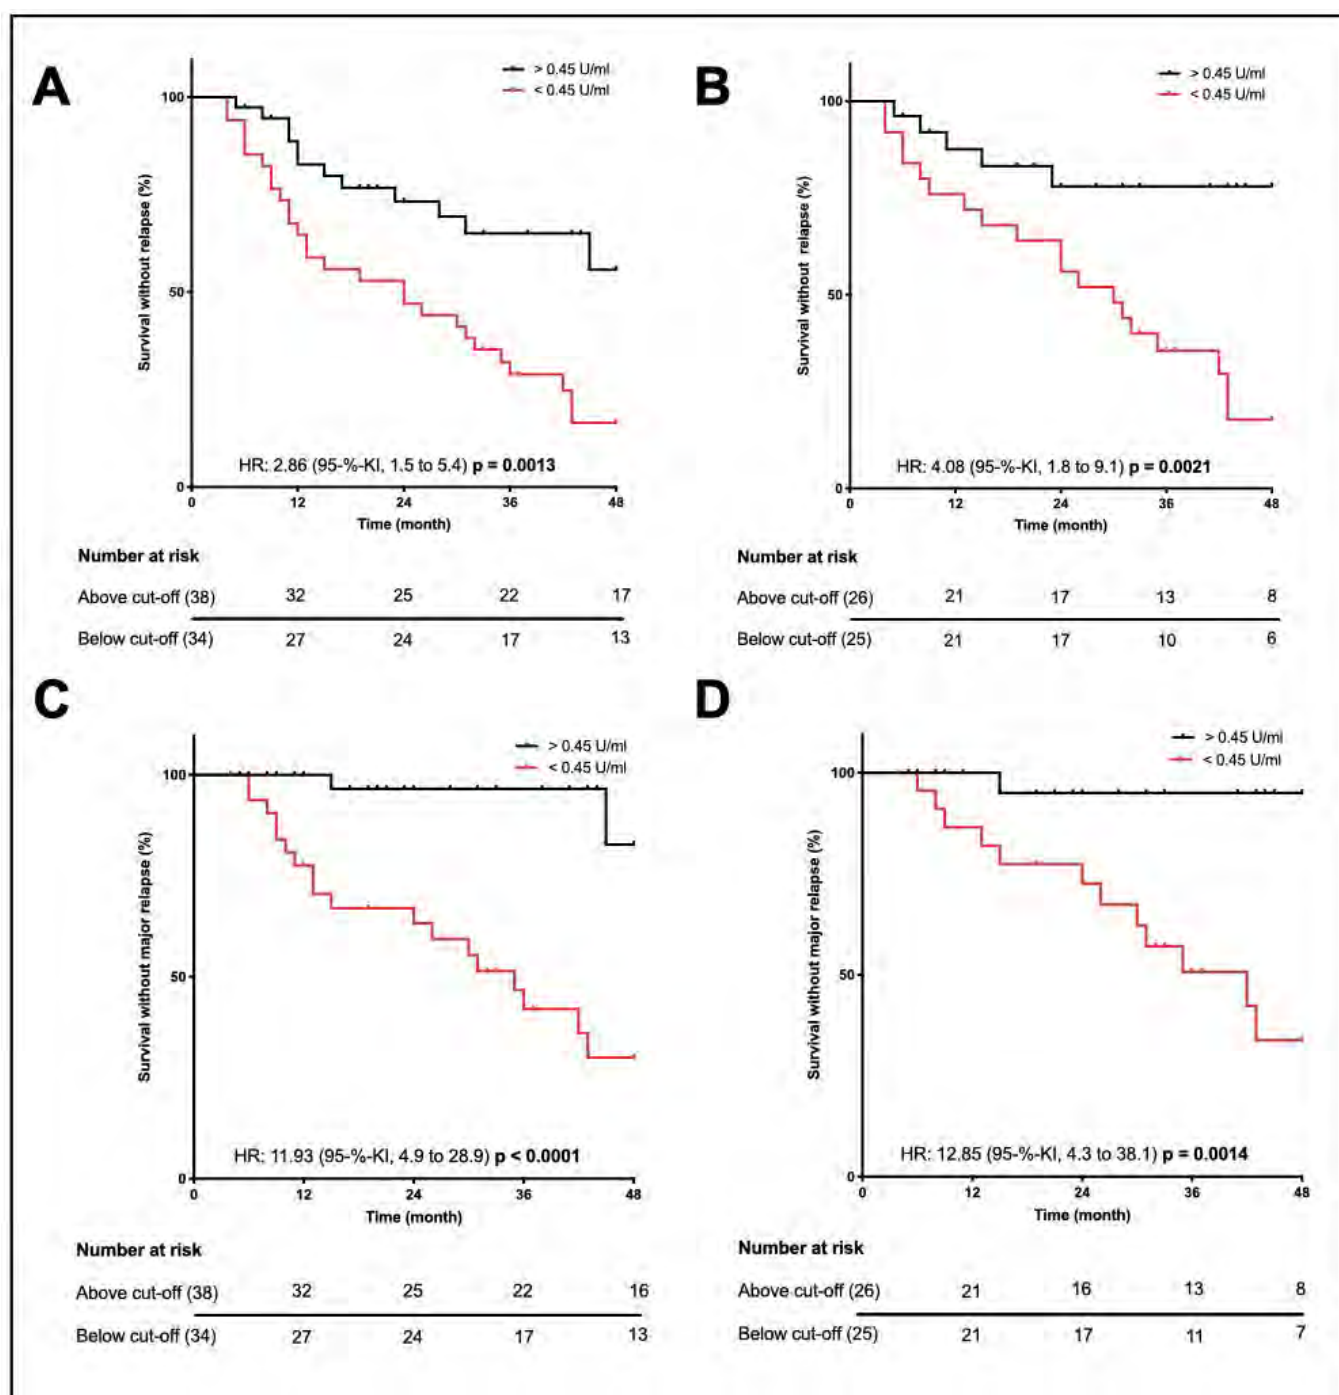 A
> 0.45 U/ml
< 0.45 U/ml
100
50
0
Survival without relapse (%)
HR: 2.86 (95-%-KI, 1.5 to 5.4) p = 0.0013
0 12 24 36 48
Time (month)
Number at risk
Above cut-off (38) 32 25 22 17
Below cut-off (34) 27 24 17 13
B
> 0.45 U/ml
< 0.45 U/ml
100
50
0
Survival without relapse (%)
HR: 4.08 (95-%-KI, 1.8 to 9.1) p = 0.0021
0 12 24 36 48
Time (month)
Number at risk
Above cut-off (26) 21 17 13 8
Below cut-off (25) 21 17 10 6
C
> 0.45 U/ml
< 0.45 U/ml
100
50
0
Survival without major relapse (%)
HR: 11.93 (95-%-KI, 4.9 to 28.9) p < 0.0001
0 12 24 36 48
Time (month)
Number at risk
Above cut-off (38) 32 25 22 16
Below cut-off (34) 27 24 17 13
D
> 0.45 U/ml
< 0.45 U/ml
100
50
0
Survival without major relapse (%)
HR: 12.85 (95-%-KI, 4.3 to 38.1) p = 0.0014
0 12 24 36 48
Time (month)
Number at risk
Above cut-off (26) 21 16 13 8
Below cut-off (25) 21 17 11 7